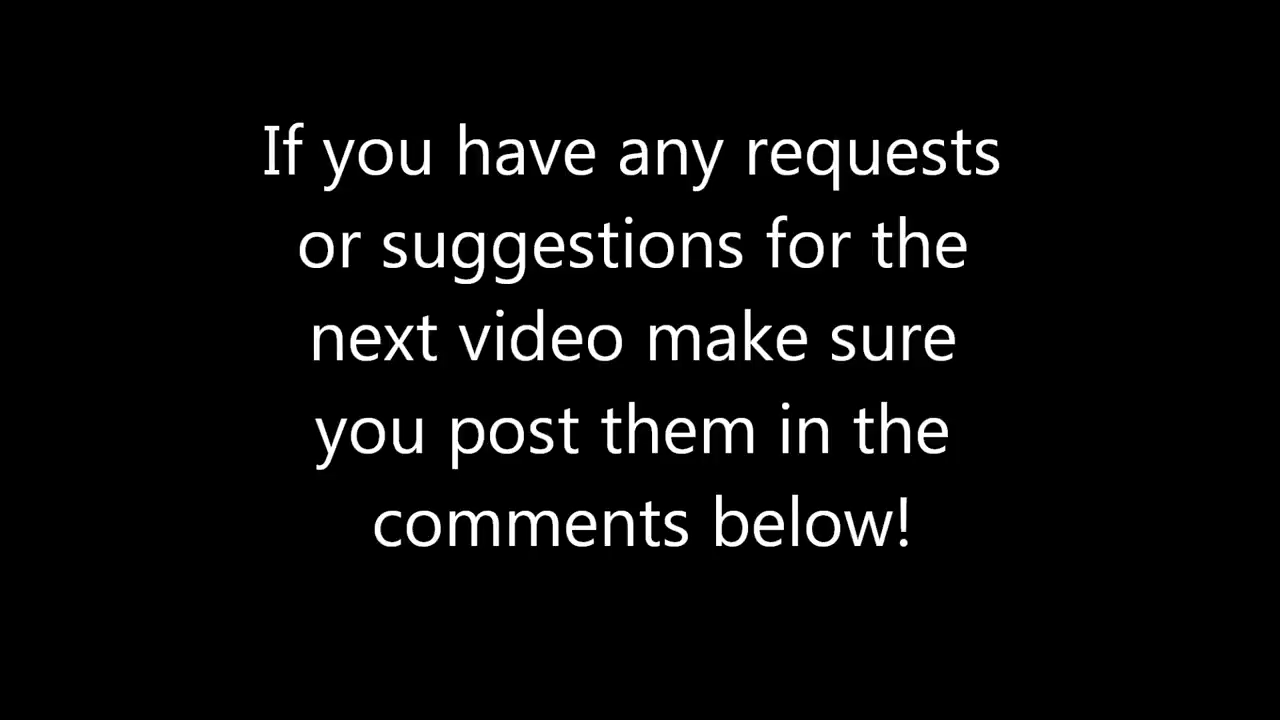 If you have any requests
or suggestions for the
next video make sure
you post them in the
comments below!